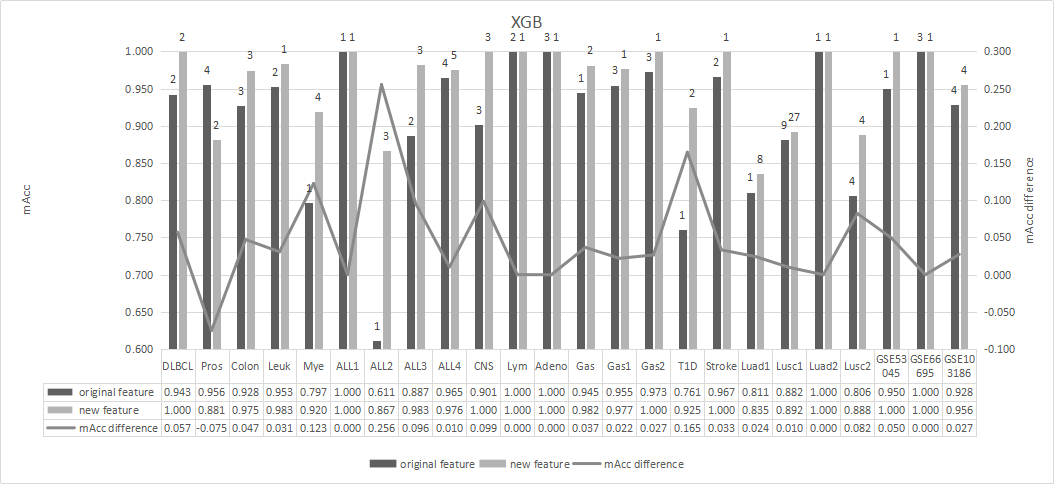 XGB
2 2 4 2 3 3 2 1 1 4 1 1 1 3 2 3 4 5 3 3 2 1 3 1 1 2 3 1 3 1 1 2 6 1 1 8 9 27 1 1 4 4 1 1 3 1 4 4
1.000 0.300
0.950 0.250
0.900 0.200
0.850 0.150
0.800 0.100
0.750 0.050
0.700 0.000
0.650 -0.050
0.600 -0.100
mAcc
mAcc difference
DLBCL Pros Colon Leuk Mye ALL1 ALL2 ALL3 ALL4 CNS Lym Adeno Gas Gas1 Gas2 T1D Stroke Luad1 Lusc1 Luad2 Lusc2 GSE53045 GSE66695 GSE103186
original feature 0.943 0.956 0.928 0.953 0.797 1.000 0.611 0.887 0.965 0.901 1.000 1.000 0.945 0.955 0.973 0.761 0.967 0.811 0.882 1.000 0.806 0.950 1.000 0.928
new feature 1.000 0.881 0.975 0.983 0.920 1.000 0.867 0.983 0.976 1.000 1.000 1.000 0.982 0.977 1.000 0.925 1.000 0.835 0.892 1.000 0.888 1.000 1.000 0.956
mAcc difference 0.057 -0.075 0.047 0.031 0.123 0.000 0.256 0.096 0.010 0.099 0.000 0.000 0.037 0.022 0.027 0.165 0.033 0.024 0.010 0.000 0.082 0.050 0.000 0.027
original feature new feature mAcc difference